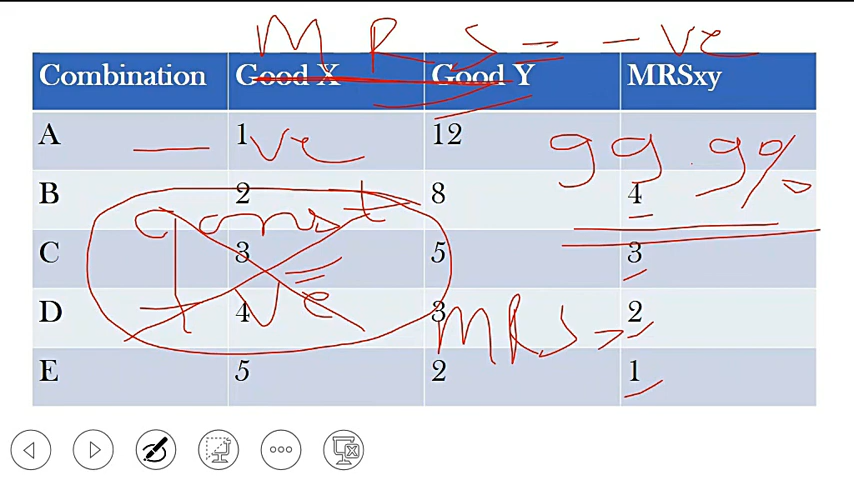 M R S = - ve
Combination Good X Good Y MRSxy
A 1 12
- ve 99 9%
B 2 8 4
const
C 3 5 3
+ ve
D 4 3 2
MRS =
E 5 2 1